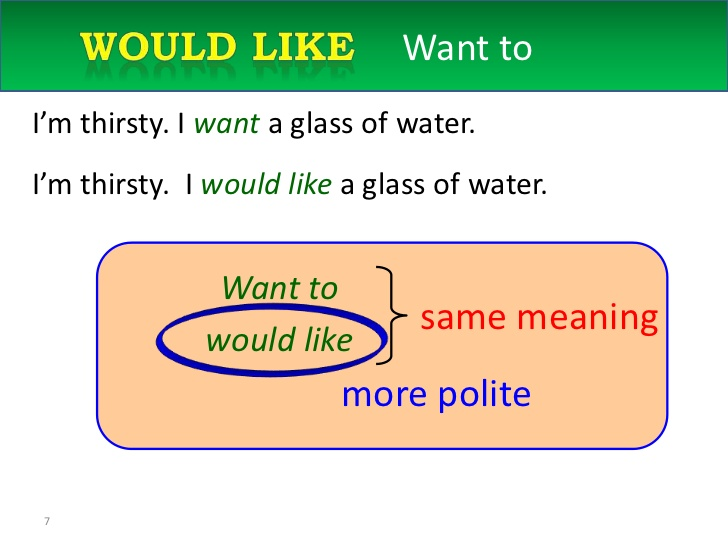 WOULD LIKE Want to
I'm thirsty. I want a glass of water.
I'm thirsty. I would like a glass of water.
Want to
would like
same meaning
more polite
7